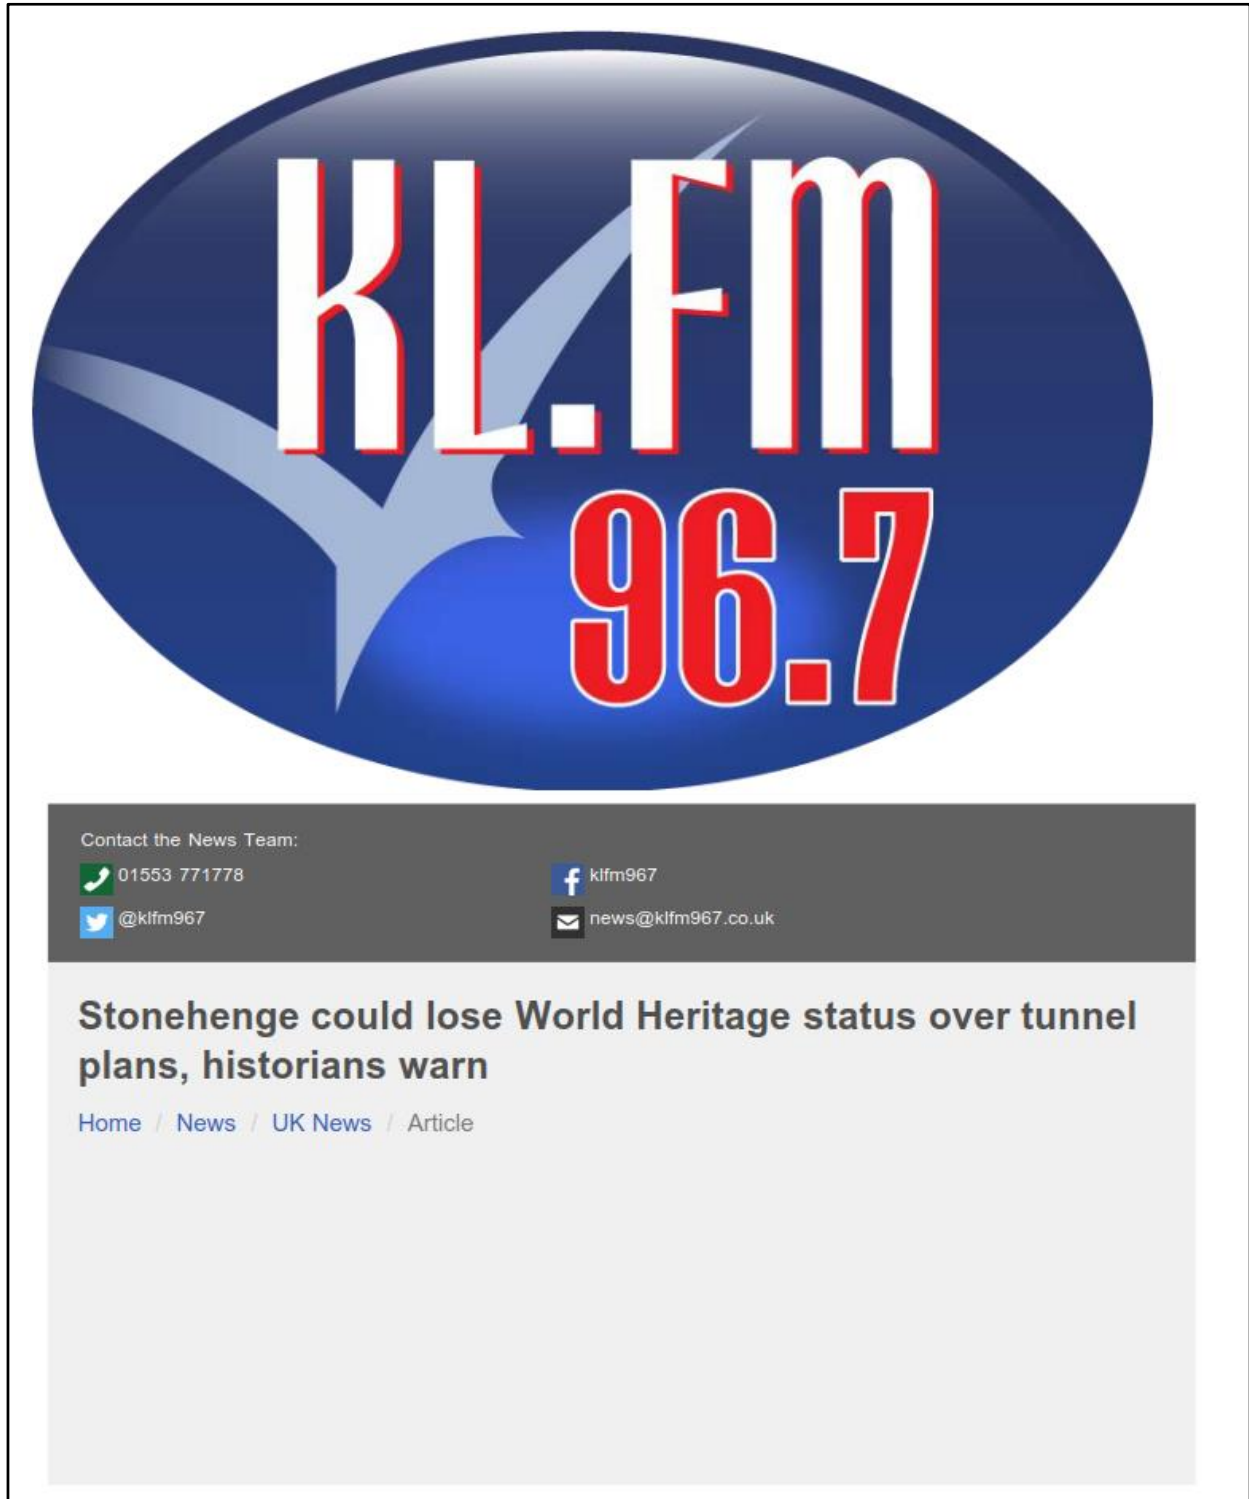 KL.FM
96.7
Contact the News Team:
01553 771778
klfm967
@klfm967
news@klfm967.co.uk
Stonehenge could lose World Heritage status over tunnel
plans, historians warn
Home / News / UK News / Article